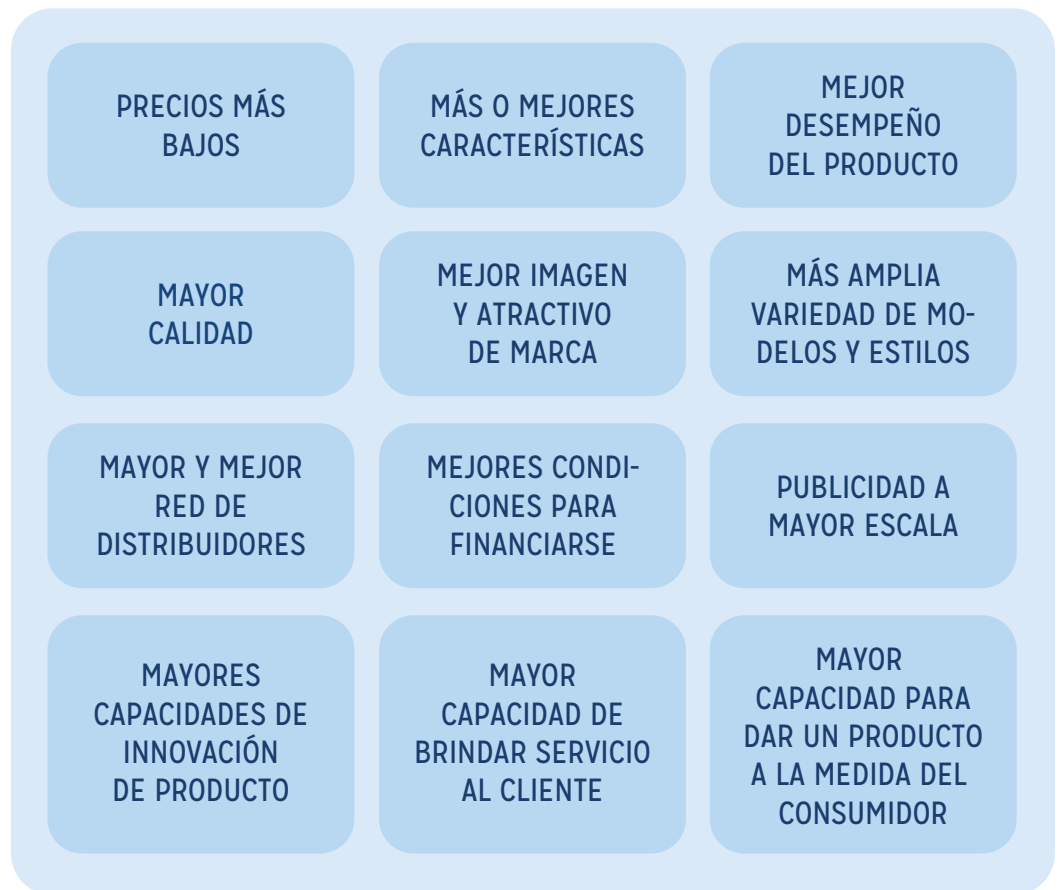 PRECIOS MÁS
BAJOS
MÁS O MEJORES
CARACTERÍSTICAS
MEJOR
DESEMPEÑO
DEL PRODUCTO
MAYOR
CALIDAD
MEJOR IMAGEN
Y ATRACTIVO
DE MARCA
MÁS AMPLIA
VARIEDAD DE MO-
DELOS Y ESTILOS
MAYOR Y MEJOR
RED DE
DISTRIBUIDORES
MEJORES CONDI-
CIONES PARA
FINANCIARSE
PUBLICIDAD A
MAYOR ESCALA
MAYORES
CAPACIDADES DE
INNOVACIÓN
DE PRODUCTO
MAYOR
CAPACIDAD DE
BRINDAR SERVICIO
AL CLIENTE
MAYOR
CAPACIDAD PARA
DAR UN PRODUCTO
A LA MEDIDA DEL
CONSUMIDOR